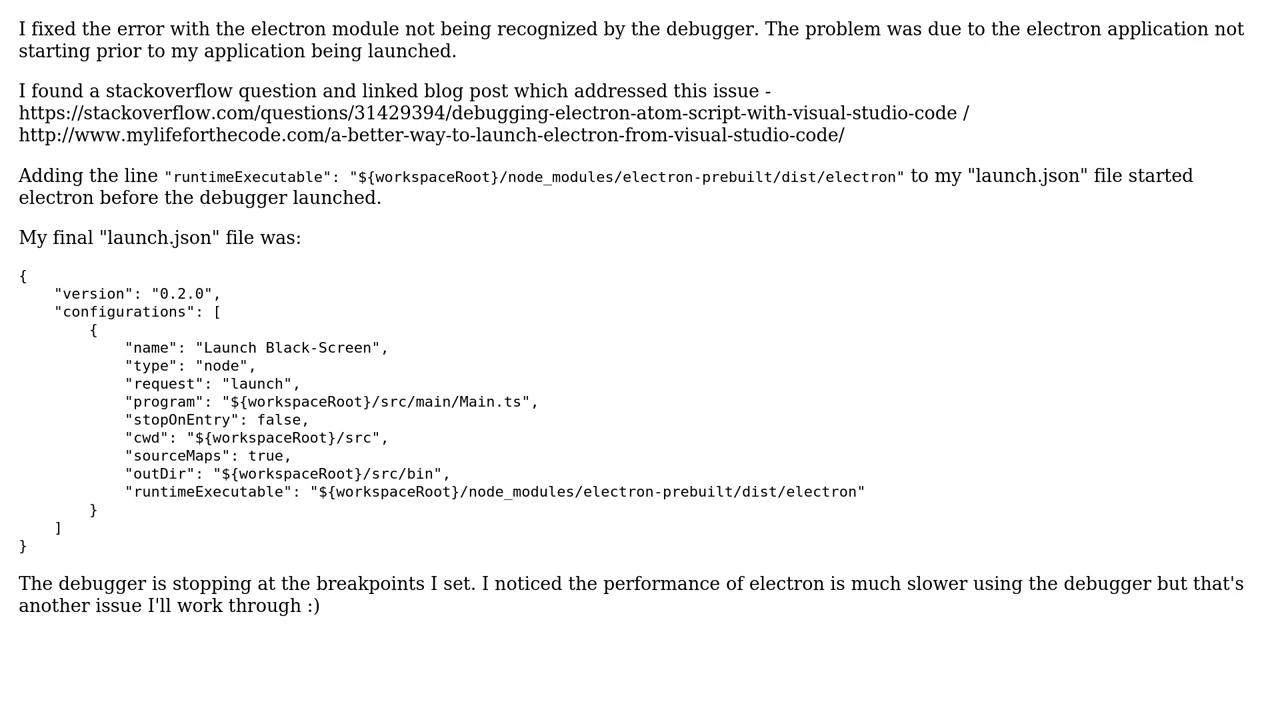 I fixed the error with the electron module not being recognized by the debugger. The problem was due to the electron application not
starting prior to my application being launched.
I found a stackoverflow question and linked blog post which addressed this issue -
https://stackoverflow.com/questions/31429394/debugging-electron-atom-script-with-visual-studio-code /
http://www.mylifeforthecode.com/a-better-way-to-launch-electron-from-visual-studio-code/
Adding the line "runtimeExecutable": "${workspaceRoot}/node_modules/electron-prebuilt/dist/electron" to my "launch.json" file started
electron before the debugger launched.
My final "launch.json" file was:
{
    "version": "0.2.0",
    "configurations": [
        {
            "name": "Launch Black-Screen",
            "type": "node",
            "request": "launch",
            "program": "${workspaceRoot}/src/main/Main.ts",
            "stopOnEntry": false,
            "cwd": "${workspaceRoot}/src",
            "sourceMaps": true,
            "outDir": "${workspaceRoot}/src/bin",
            "runtimeExecutable": "${workspaceRoot}/node_modules/electron-prebuilt/dist/electron"
        }
    ]
}
The debugger is stopping at the breakpoints I set. I noticed the performance of electron is much slower using the debugger but that's
another issue I'll work through :)